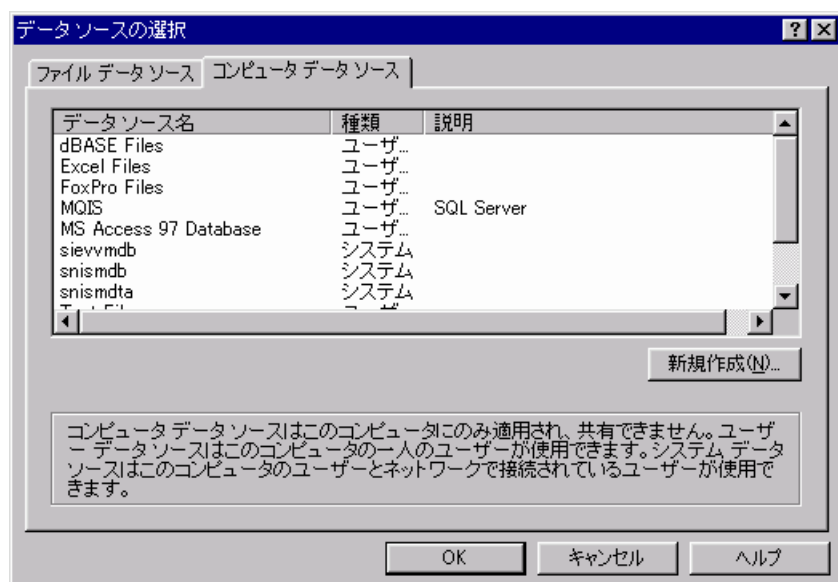 データ ソースの選択
ファイル データ ソース コンピュータ データ ソース
データ ソース名 種類 説明
dBASE Files ユーザ...
Excel Files ユーザ...
FoxPro Files ユーザ...
MQIS ユーザ... SQL Server
MS Access 97 Database ユーザ...
sievvmdb システム
snismdb システム
snismdta システム
新規作成(N)...
コンピュータ データ ソースはこのコンピュータにのみ適用され、共有できません。ユーザ
ー データ ソースはこのコンピュータの一人のユーザーが使用できます。システム データ
ソースはこのコンピュータのユーザーとネットワークで接続されているユーザーが使用で
きます。
OK キャンセル ヘルプ